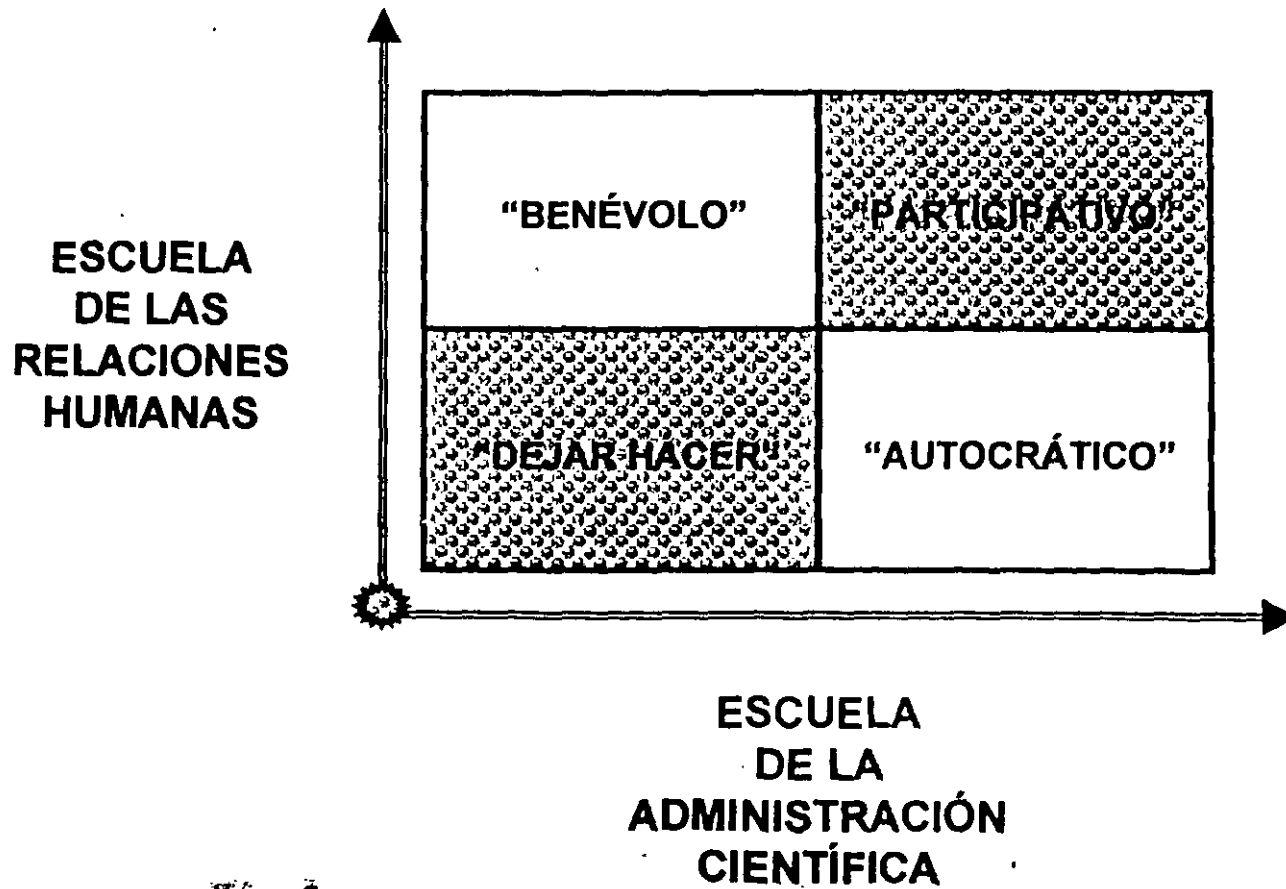 "BENÉVOLO"
"PARTICIPATIVO"
ESCUELA
DE LAS
RELACIONES
HUMANAS
"DEJAR HACER"
"AUTOCRÁTICO"
ESCUELA
DE LA
ADMINISTRACIÓN
CIENTÍFICA